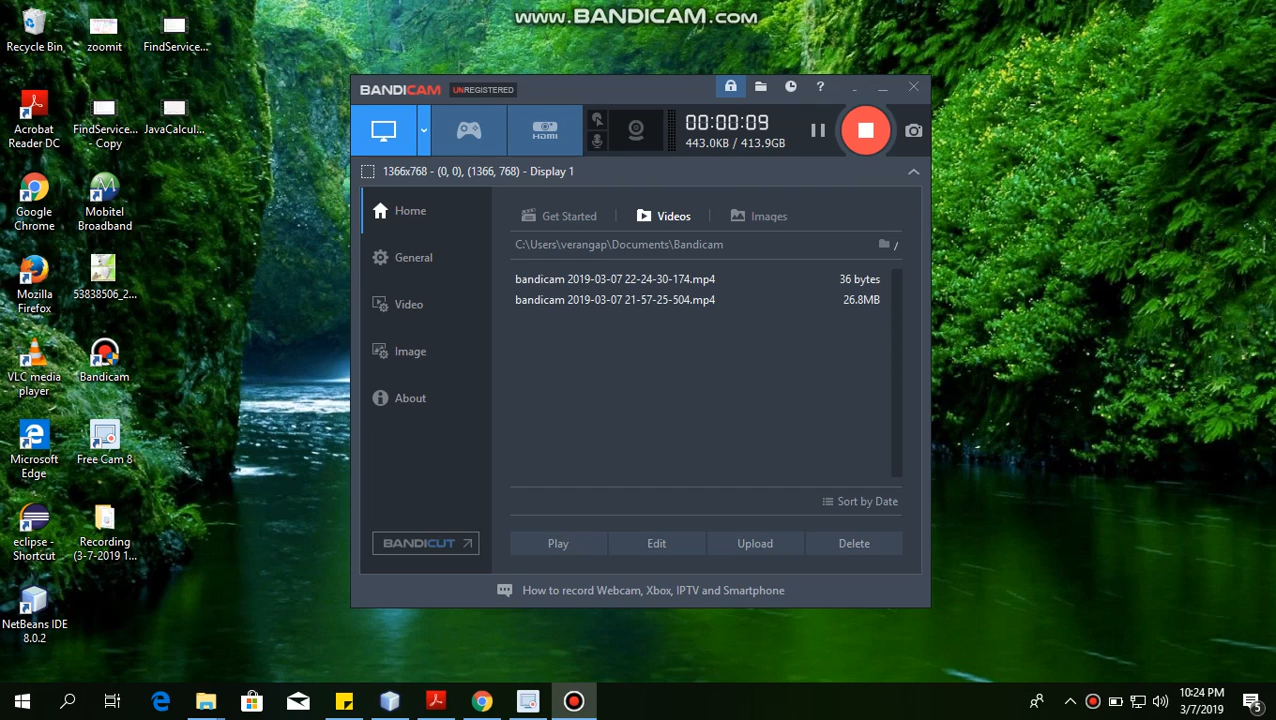 www.BANDICAM.com
Recycle Bin
zoomit
FindService...
Acrobat
Reader DC
FindService...
- Copy
JavaCalcul...
Google
Chrome
Mobitel
Broadband
Mozilla
Firefox
53838506_2...
VLC media
player
Bandicam
Microsoft
Edge
Free Cam 8
eclipse -
Shortcut
Recording
(3-7-2019 1...
NetBeans IDE
8.0.2
BANDICAM UNREGISTERED
HDMI
00:00:09
443.0KB / 413.9GB
1366x768 - (0, 0), (1366, 768) - Display 1
Home
General
Video
Image
About
BANDICUT
Get Started
Videos
Images
C:\Users\verangap\Documents\Bandicam
bandicam 2019-03-07 22-24-30-174.mp4 36 bytes
bandicam 2019-03-07 21-57-25-504.mp4 26.8MB
Sort by Date
Play Edit Upload Delete
How to record Webcam, Xbox, IPTV and Smartphone
10:24 PM
3/7/2019
5